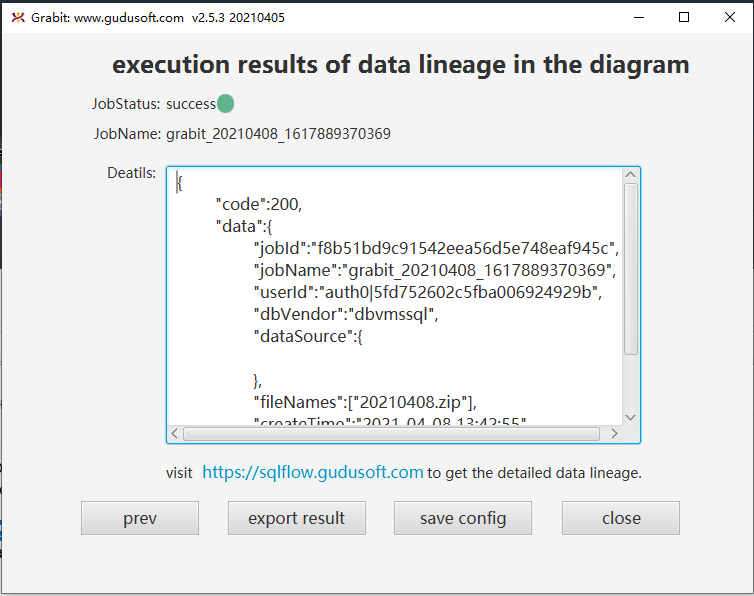 Grabit: www.gudusoft.com v2.5.3 20210405
execution results of data lineage in the diagram
JobStatus: success
JobName: grabit_20210408_1617889370369
Deatils:
{
"code":200,
"data":{
"jobId":"f8b51bd9c91542eea56d5e748eaf945c",
"jobName":"grabit_20210408_1617889370369",
"userId":"auth0|5fd752602c5fba006924929b",
"dbVendor":"dbvmssql",
"dataSource":{
},
"fileNames":["20210408.zip"],
"createTime":"2021-04-08 13:42:55"
visit https://sqlflow.gudusoft.com to get the detailed data lineage.
prev
export result
save config
close